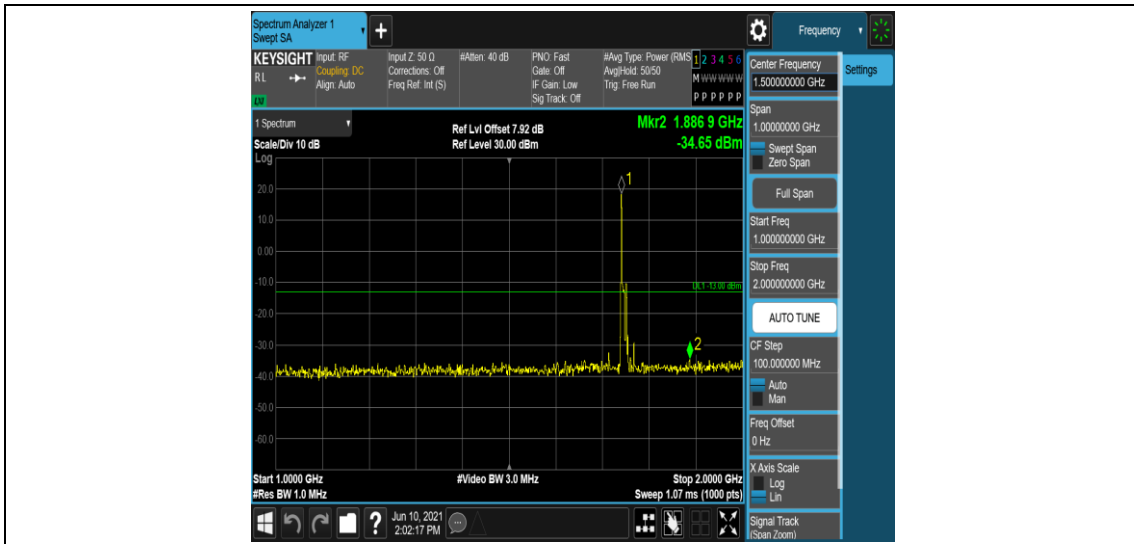 Spectrum Analyzer 1
Swept SA
+
Frequency
KEYSIGHT
RL
LXI
Input: RF
Coupling: DC
Align: Auto
Input Z: 50 Ω
Corrections: Off
Freq Ref: Int (S)
#Atten: 40 dB
PNO: Fast
Gate: Off
IF Gain: Low
Sig Track: Off
#Avg Type: Power (RMS
Avg|Hold: 50/50
Trig: Free Run
1 2 3 4 5 6
M W W W W W
P P P P P P
1 Spectrum
Scale/Div 10 dB
Ref Lvl Offset 7.92 dB
Ref Level 30.00 dBm
Mkr2 1.886 9 GHz
-34.65 dBm
Log
1
20.0
10.0
0.00
-10.0
DL1 -13.00 dBm
-20.0
-30.0
2
-40.0
-50.0
-60.0
Start 1.0000 GHz
#Res BW 1.0 MHz
#Video BW 3.0 MHz
Stop 2.0000 GHz
Sweep 1.07 ms (1000 pts)
Center Frequency
1.500000000 GHz
Settings
Span
1.00000000 GHz
Swept Span
Zero Span
Full Span
Start Freq
1.000000000 GHz
Stop Freq
2.000000000 GHz
AUTO TUNE
CF Step
100.000000 MHz
Auto
Man
Freq Offset
0 Hz
X Axis Scale
Log
Lin
Signal Track
(Span Zoom)
?
Jun 10, 2021
2:02:17 PM